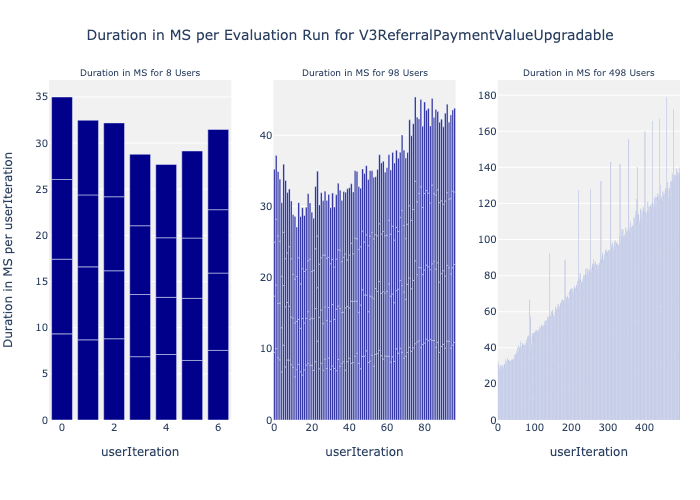 Duration in MS per Evaluation Run for V3ReferralPaymentValueUpgradable
Duration in MS for 8 Users
Duration in MS for 98 Users
Duration in MS for 498 Users
Duration in MS per userIteration
35
30
25
20
15
10
5
0
0 2 4 6
userIteration
40
30
20
10
0
0 20 40 60 80
userIteration
180
160
140
120
100
80
60
40
20
0
0 100 200 300 400
userIteration